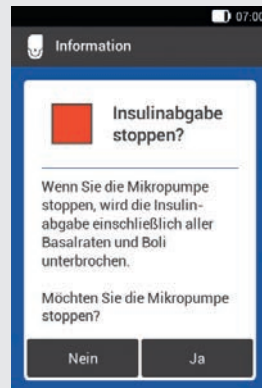 07:00
Information
Insulinabgabe
stoppen?
Wenn Sie die Mikropumpe
stoppen, wird die Insulin-
abgabe einschließlich aller
Basalraten und Boli
unterbrochen.
Möchten Sie die Mikropumpe
stoppen?
Nein
Ja